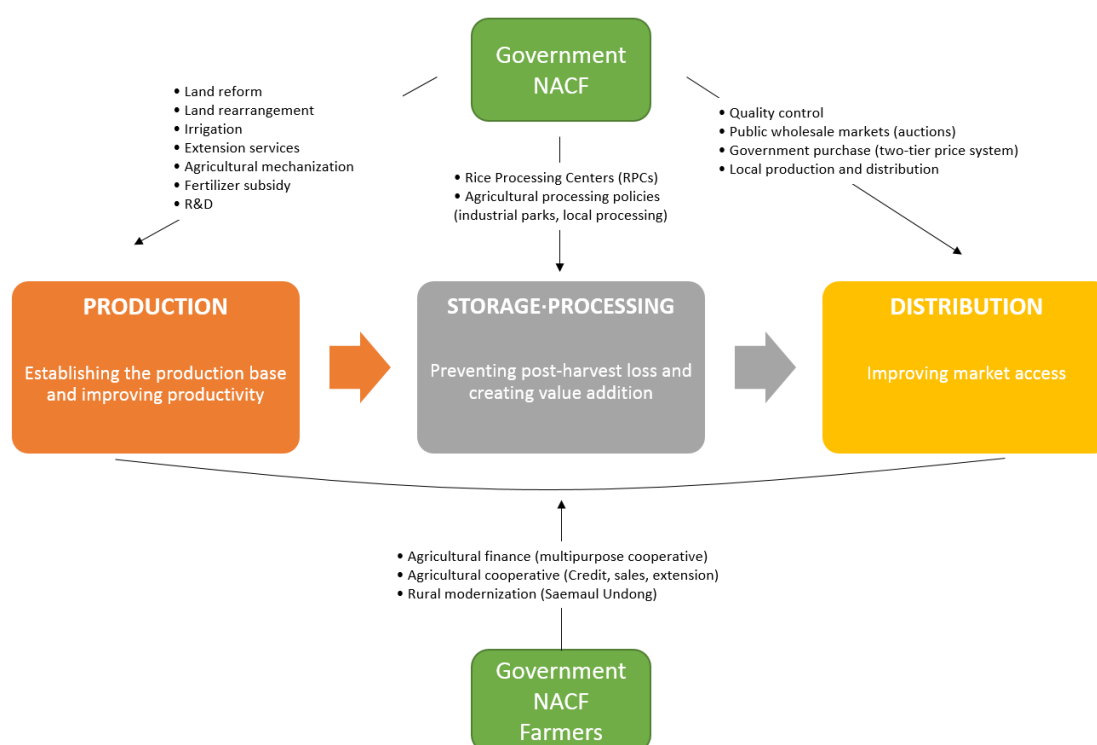 Government
NACF
• Land reform
• Land rearrangement
• Irrigation
• Extension services
• Agricultural mechanization
• Fertilizer subsidy
• R&D
• Rice Processing Centers (RPCs)
• Agricultural processing policies
(industrial parks, local processing)
• Quality control
• Public wholesale markets (auctions)
• Government purchase (two-tier price system)
• Local production and distribution
PRODUCTION
Establishing the production base
and improving productivity
STORAGE·PROCESSING
Preventing post-harvest loss and
creating value addition
DISTRIBUTION
Improving market access
• Agricultural finance (multipurpose cooperative)
• Agricultural cooperative (Credit, sales, extension)
• Rural modernization (Saemaul Undong)
Government
NACF
Farmers